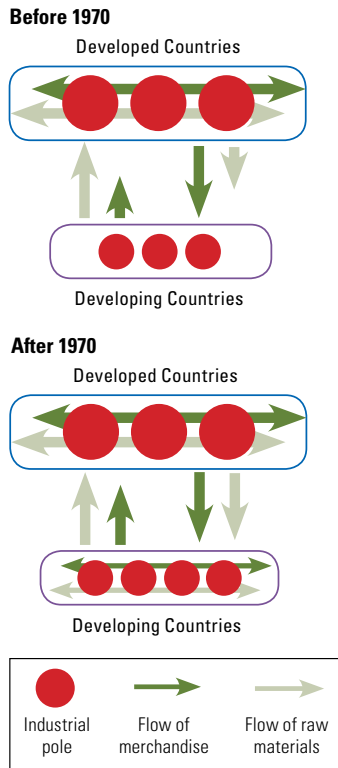 Before 1970
Developed Countries
Developing Countries
After 1970
Developed Countries
Developing Countries
Industrial
pole
Flow of
merchandise
Flow of raw
materials